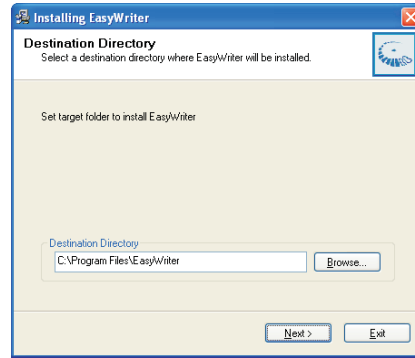 Installing EasyWriter
Destination Directory
Select a destination directory where EasyWriter will be installed.
Set target folder to install EasyWriter
Destination Directory
C:\Program Files\EasyWriter
Browse...
Next >
Exit